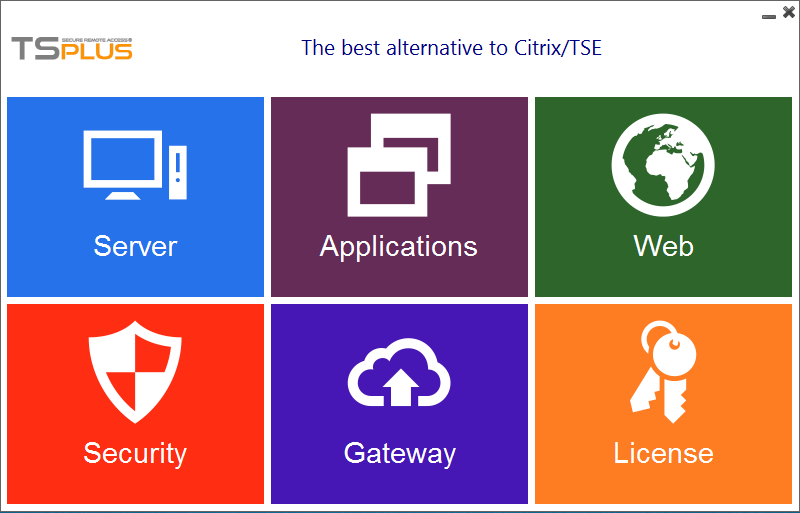 TSPLUS
SECURE REMOTE ACCESS®
The best alternative to Citrix/TSE
Server
Applications
Web
Security
Gateway
License